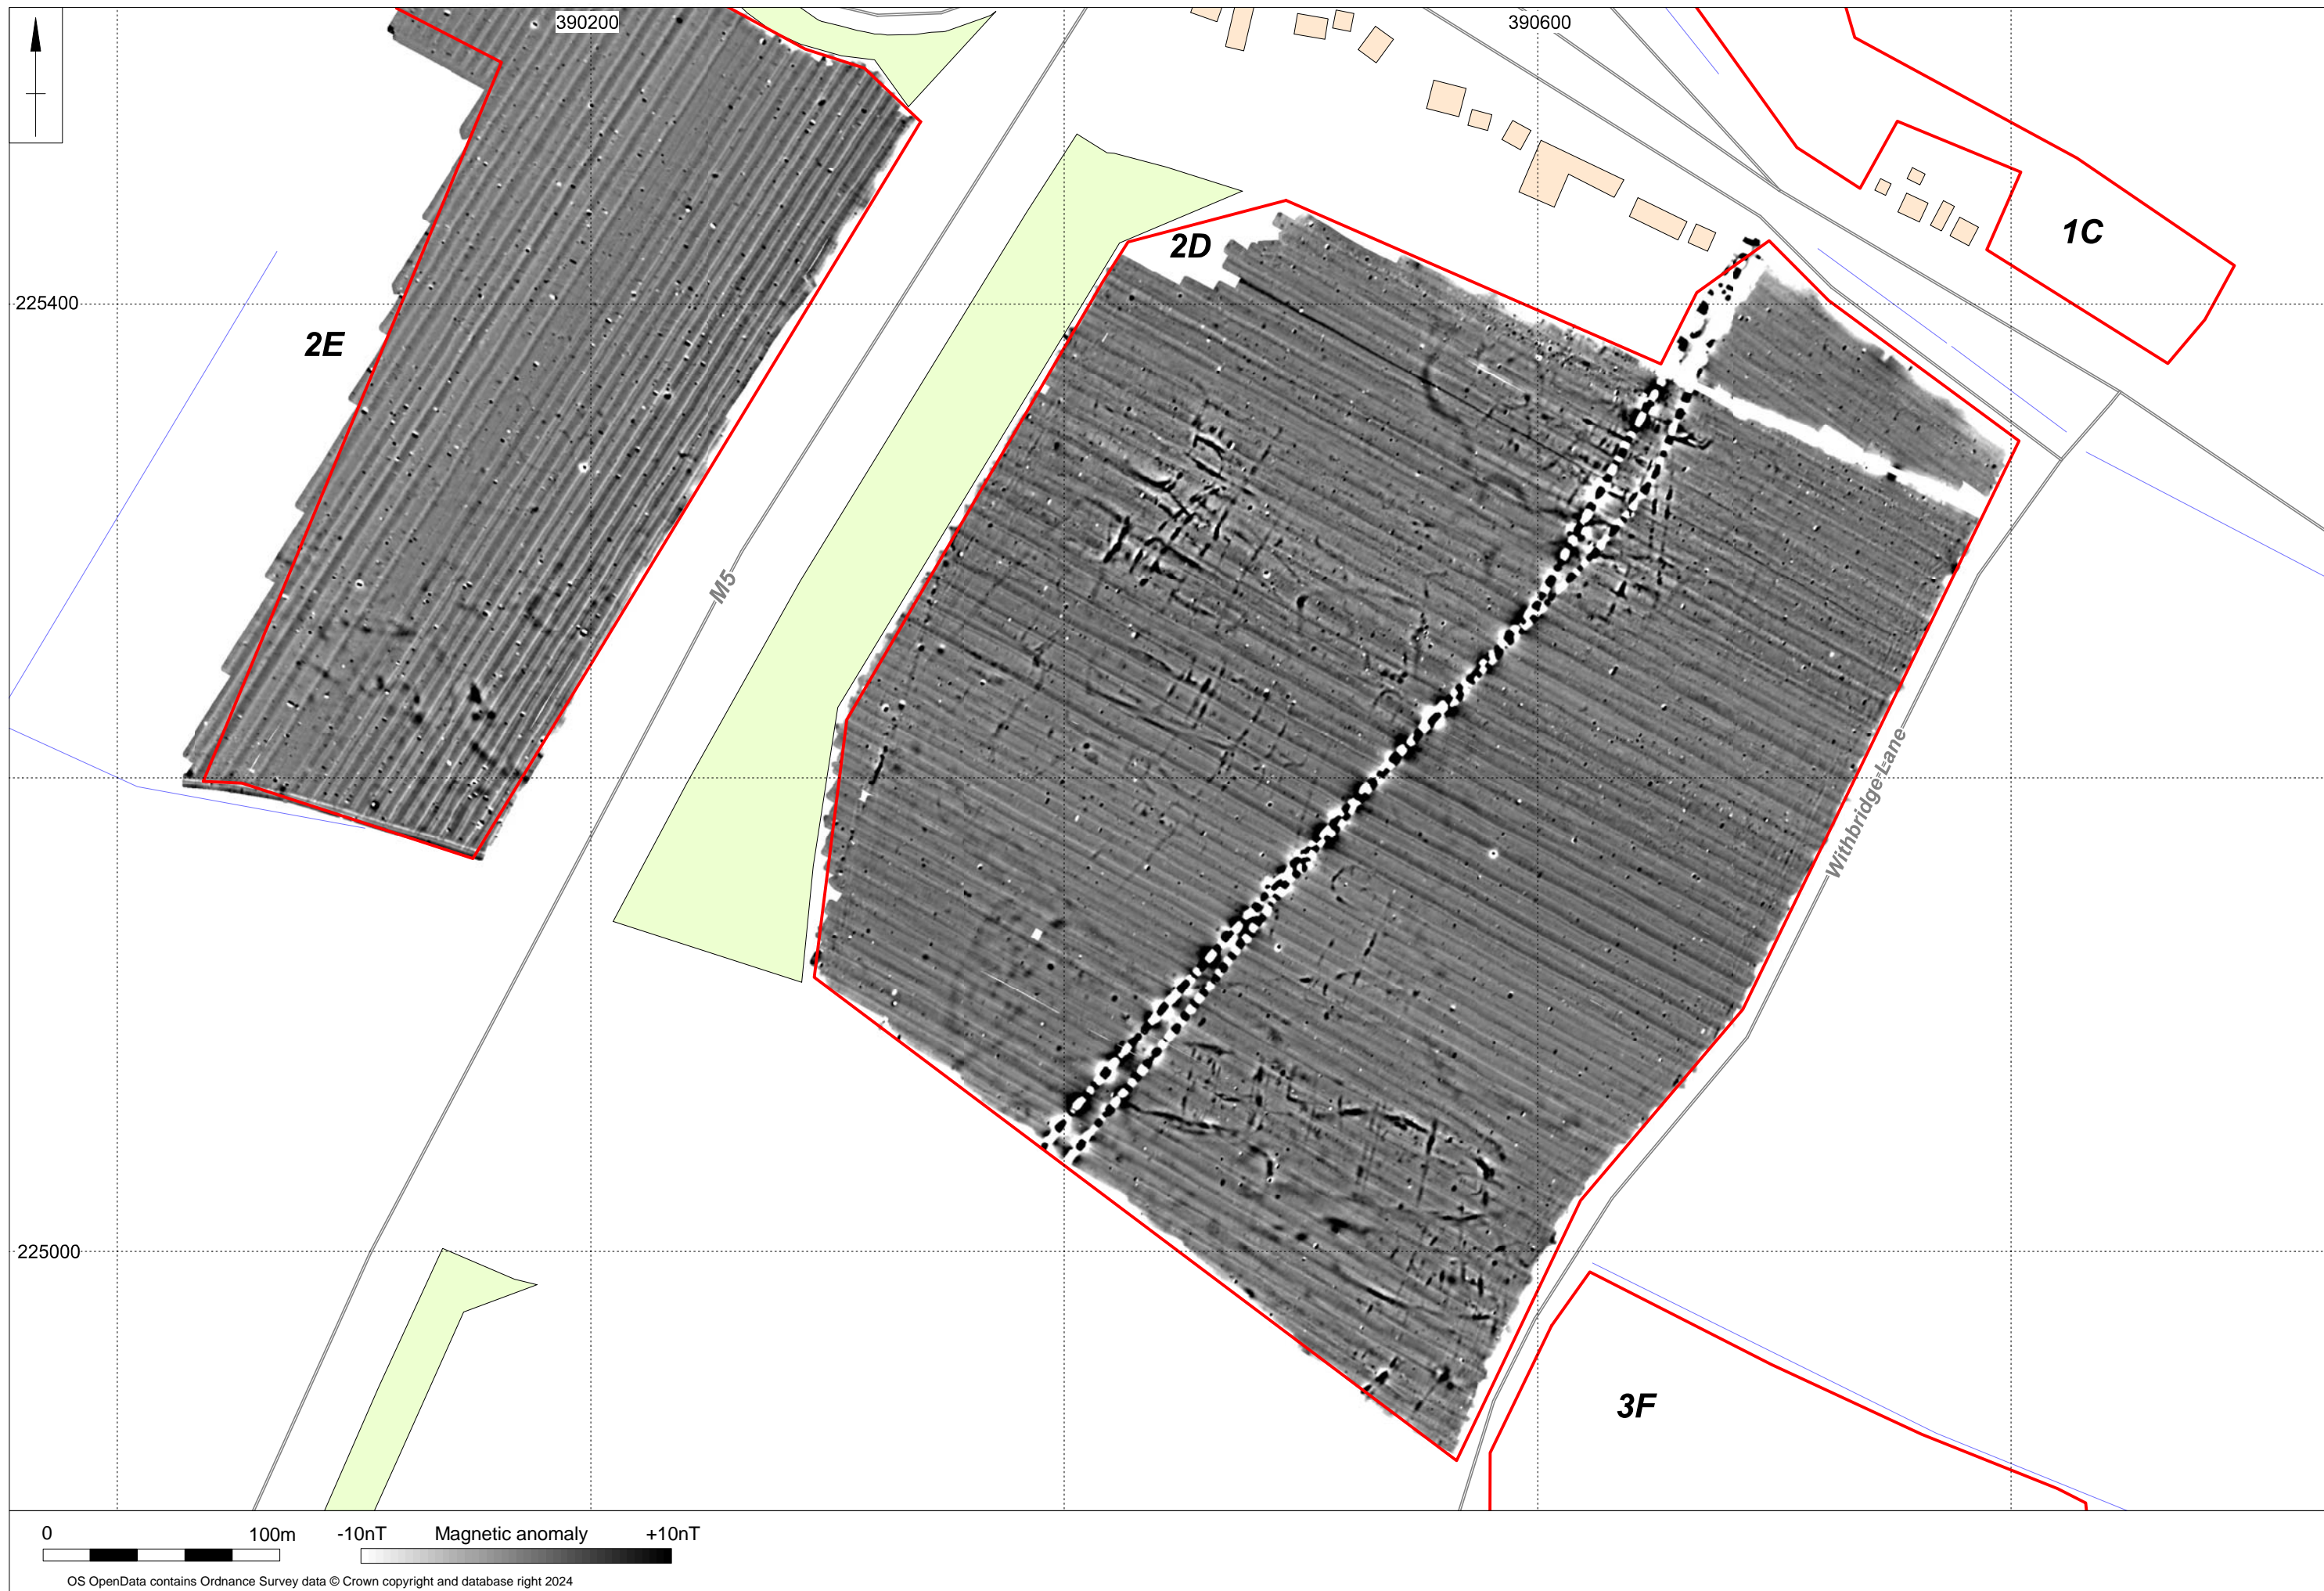 390200
390600
2D
1C
225400
2E
M5
Withbridge Lane
225000
3F
0 100m
-10nT Magnetic anomaly +10nT
OS OpenData contains Ordnance Survey data © Crown copyright and database right 2024